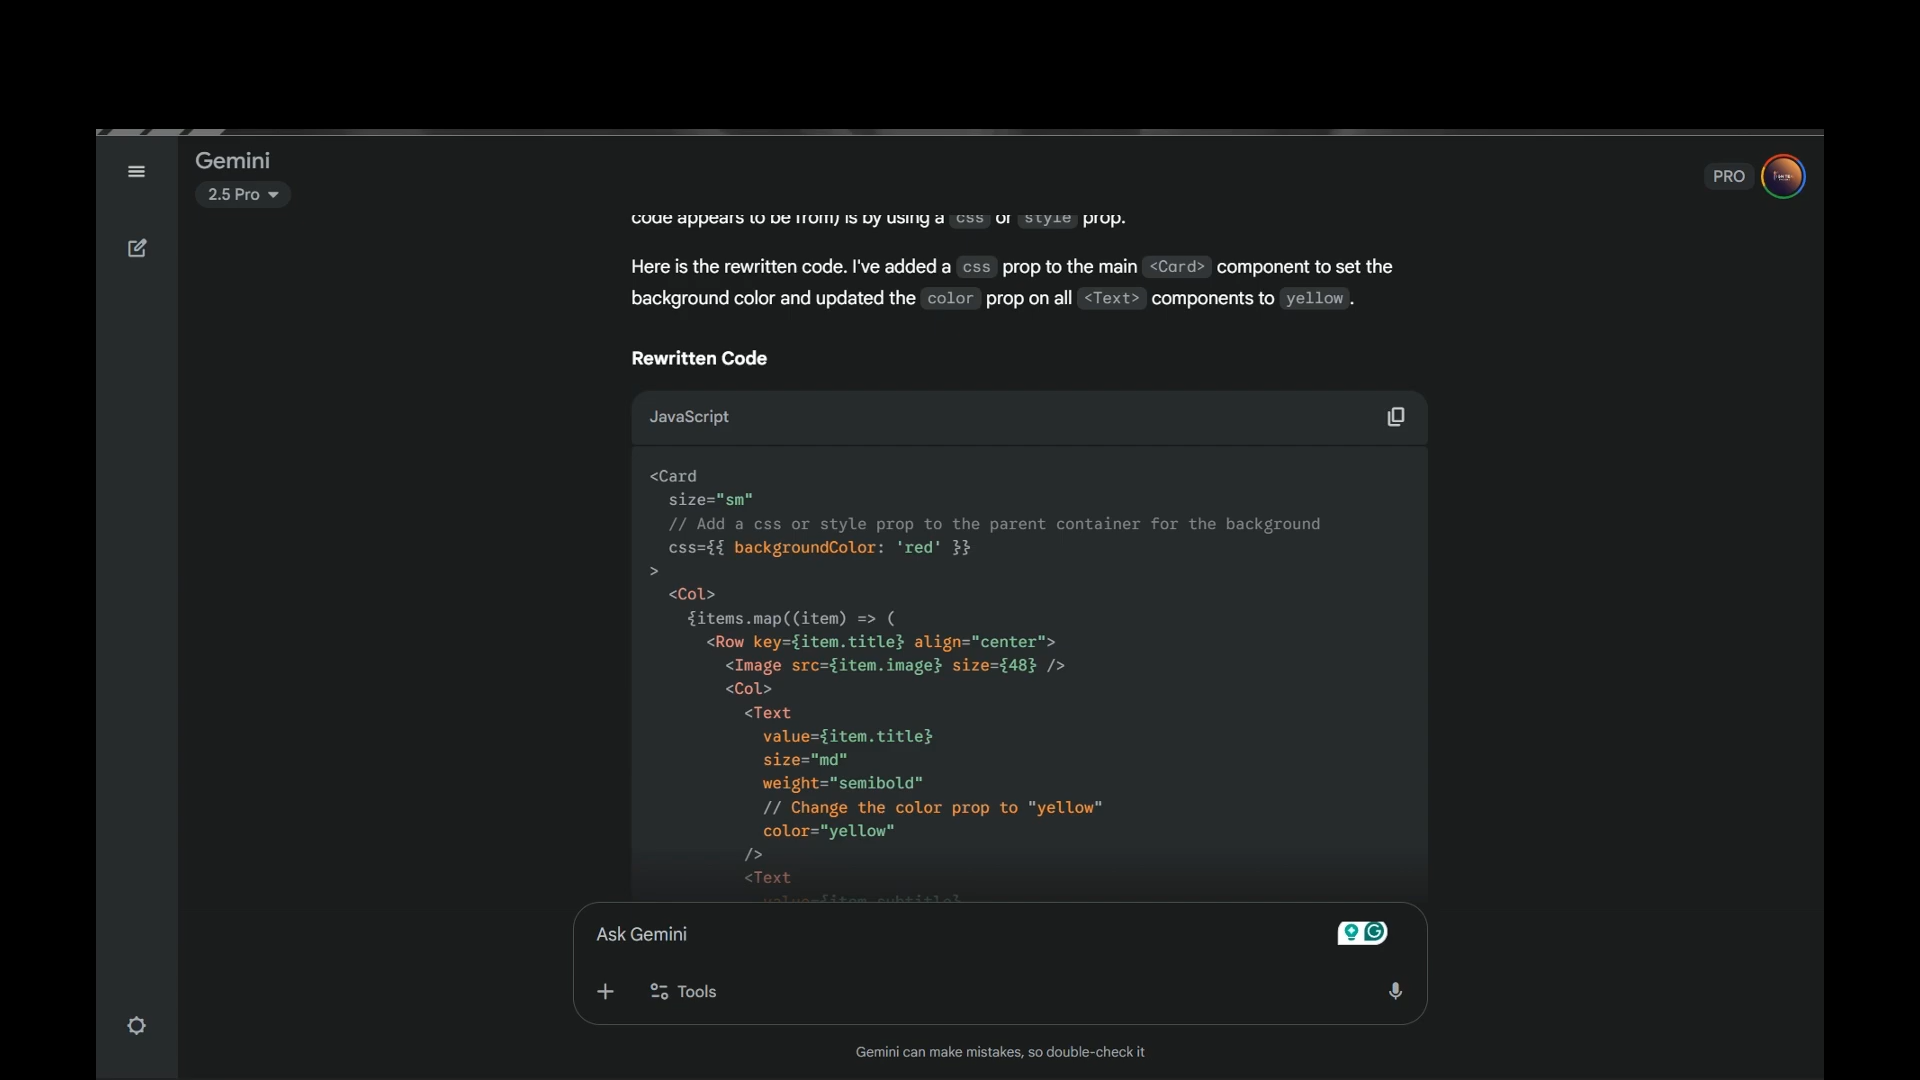 Gemini
2.5 Pro
PRO
code appears to be from) is by using a css or style prop.
Here is the rewritten code. I've added a css prop to the main <Card> component to set the
background color and updated the color prop on all <Text> components to yellow.
Rewritten Code
JavaScript
<Card
size="sm"
// Add a css or style prop to the parent container for the background
css={{ backgroundColor: 'red' }}
>
<Col>
{items.map((item) => (
<Row key={item.title} align="center">
<Image src={item.image} size={48} />
<Col>
<Text
value={item.title}
size="md"
weight="semibold"
// Change the color prop to "yellow"
color="yellow"
/>
<Text
value={item.subtitle}
Ask Gemini
Tools
Gemini can make mistakes, so double-check it